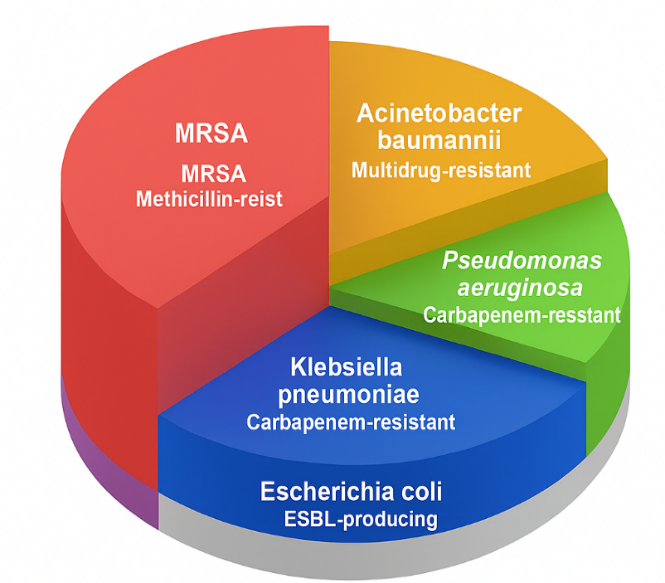 MRSA
MRSA
Methicillin-reist
Acinetobacter
baumannii
Multidrug-resistant
Pseudomonas
aeruginosa
Carbapenem-resstant
Klebsiella
pneumoniae
Carbapenem-resistant
Escherichia coli
ESBL-producing